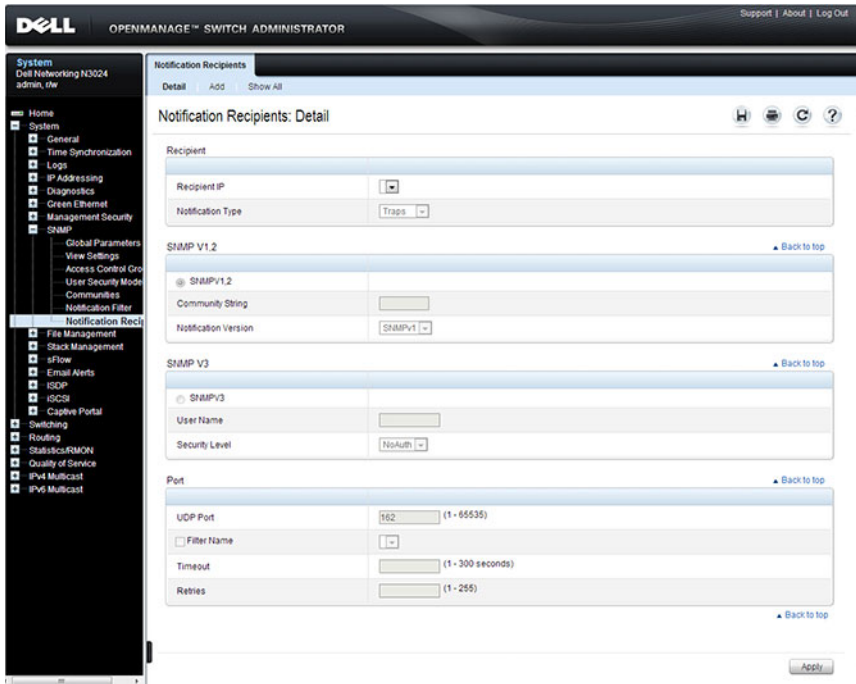 Support | About | Log Out
DELL OPENMANAGE™ SWITCH ADMINISTRATOR
System
Dell Networking N3024
admin, r/w
Home
System
General
Time Synchronization
Logs
IP Addressing
Diagnostics
Green Ethernet
Management Security
SNMP
Global Parameters
View Settings
Access Control Gro
User Security Mode
Communities
Notification Filter
Notification Recip
File Management
Stack Management
sFlow
Email Alerts
ISDP
iSCSI
Captive Portal
Switching
Routing
Statistics/RMON
Quality of Service
IPv4 Multicast
IPv6 Multicast
Notification Recipients
Detail Add Show All
Notification Recipients: Detail
Recipient
Recipient IP
Notification Type Traps
SNMP V1,2 Back to top
SNMPV1,2
Community String
Notification Version SNMPv1
SNMP V3 Back to top
SNMPV3
User Name
Security Level NoAuth
Port Back to top
UDP Port 162 (1 - 65535)
Filter Name
Timeout (1 - 300 seconds)
Retries (1 - 255)
Back to top
Apply